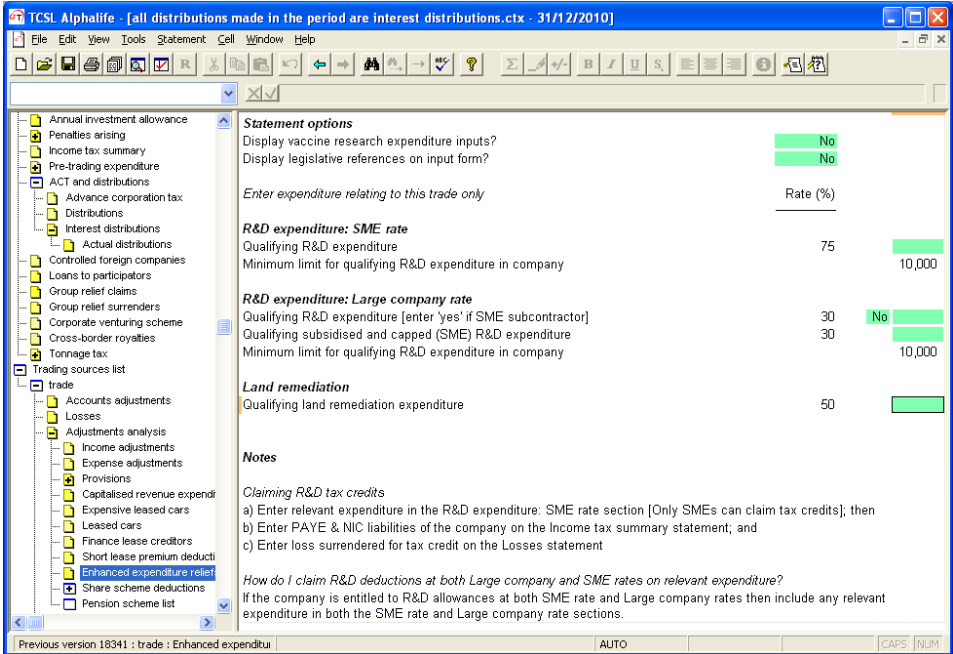 TCSL Alphalife - [all distributions made in the period are interest distributions.ctx - 31/12/2010]
File Edit View Tools Statement Cell Window Help
R
Σ +/- B I U S
Annual investment allowance
Penalties arising
Income tax summary
Pre-trading expenditure
ACT and distributions
Advance corporation tax
Distributions
Interest distributions
Actual distributions
Controlled foreign companies
Loans to participators
Group relief claims
Group relief surrenders
Corporate venturing scheme
Cross-border royalties
Tonnage tax
Trading sources list
trade
Accounts adjustments
Losses
Adjustments analysis
Income adjustments
Expense adjustments
Provisions
Capitalised revenue expendi
Expensive leased cars
Leased cars
Finance lease creditors
Short lease premium deducti
Enhanced expenditure reliefs
Share scheme deductions
Pension scheme list
Statement options
Display vaccine research expenditure inputs? No
Display legislative references on input form? No
Enter expenditure relating to this trade only Rate (%)
R&D expenditure: SME rate
Qualifying R&D expenditure 75
Minimum limit for qualifying R&D expenditure in company 10,000
R&D expenditure: Large company rate
Qualifying R&D expenditure [enter 'yes' if SME subcontractor] 30 No
Qualifying subsidised and capped (SME) R&D expenditure 30
Minimum limit for qualifying R&D expenditure in company 10,000
Land remediation
Qualifying land remediation expenditure 50
Notes
Claiming R&D tax credits
a) Enter relevant expenditure in the R&D expenditure: SME rate section [Only SMEs can claim tax credits]; then
b) Enter PAYE & NIC liabilities of the company on the Income tax summary statement; and
c) Enter loss surrendered for tax credit on the Losses statement
How do I claim R&D deductions at both Large company and SME rates on relevant expenditure?
If the company is entitled to R&D allowances at both SME rate and Large company rates then include any relevant
expenditure in both the SME rate and Large company rate sections.
Previous version 18341 : trade : Enhanced expenditu AUTO CAPS NUM